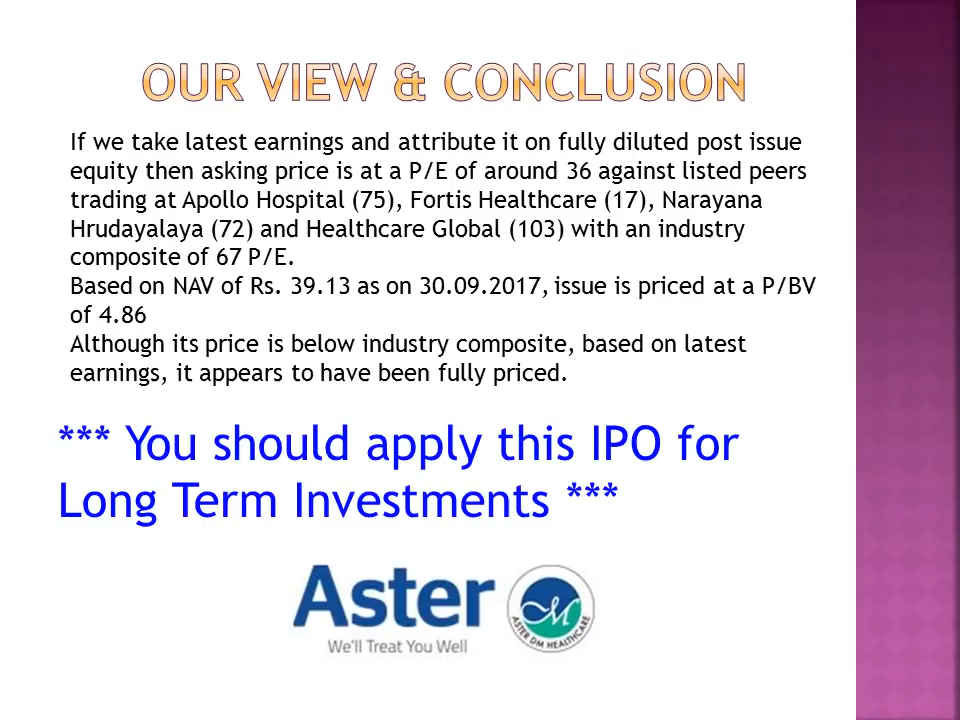 OUR VIEW & CONCLUSION
If we take latest earnings and attribute it on fully diluted post issue
equity then asking price is at a P/E of around 36 against listed peers
trading at Apollo Hospital (75), Fortis Healthcare (17), Narayana
Hrudayalaya (72) and Healthcare Global (103) with an industry
composite of 67 P/E.
Based on NAV of Rs. 39.13 as on 30.09.2017, issue is priced at a P/BV
of 4.86
Although its price is below industry composite, based on latest
earnings, it appears to have been fully priced.
*** You should apply this IPO for
Long Term Investments ***
Aster
We'll Treat You Well
M
ASTER DM HEALTHCARE